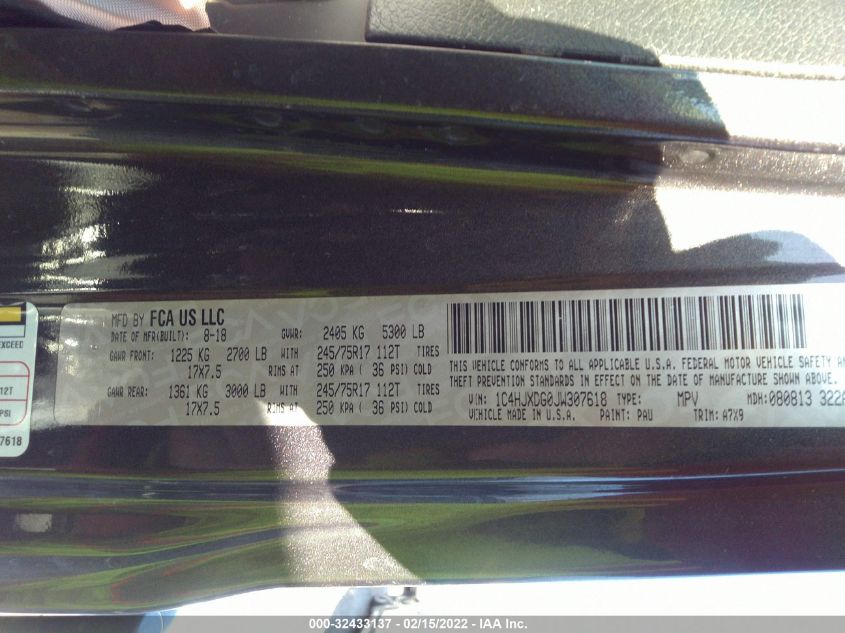 MFD BY FCA US LLC
DATE OF MFR(BUILT): 8-18 GVWR: 2405 KG 5300 LB
GAWR FRONT: 1225 KG 2700 LB WITH 245/75R17 112T TIRES
17X7.5 RIMS AT 250 KPA ( 36 PSI) COLD
GAWR REAR: 1361 KG 3000 LB WITH 245/75R17 112T TIRES
17X7.5 RIMS AT 250 KPA ( 36 PSI) COLD
THIS VEHICLE CONFORMS TO ALL APPLICABLE U.S.A. FEDERAL MOTOR VEHICLE SAFETY AN
THEFT PREVENTION STANDARDS IN EFFECT ON THE DATE OF MANUFACTURE SHOWN ABOVE.
VIN: 1C4HJXDG0JW307618 TYPE: MPV MDH: 080813 322A
VEHICLE MADE IN U.S.A. PAINT: PAU TRIM: A7X9
EXCEED
12T
PSI
7618
000-32433137 - 02/15/2022 - IAA Inc.